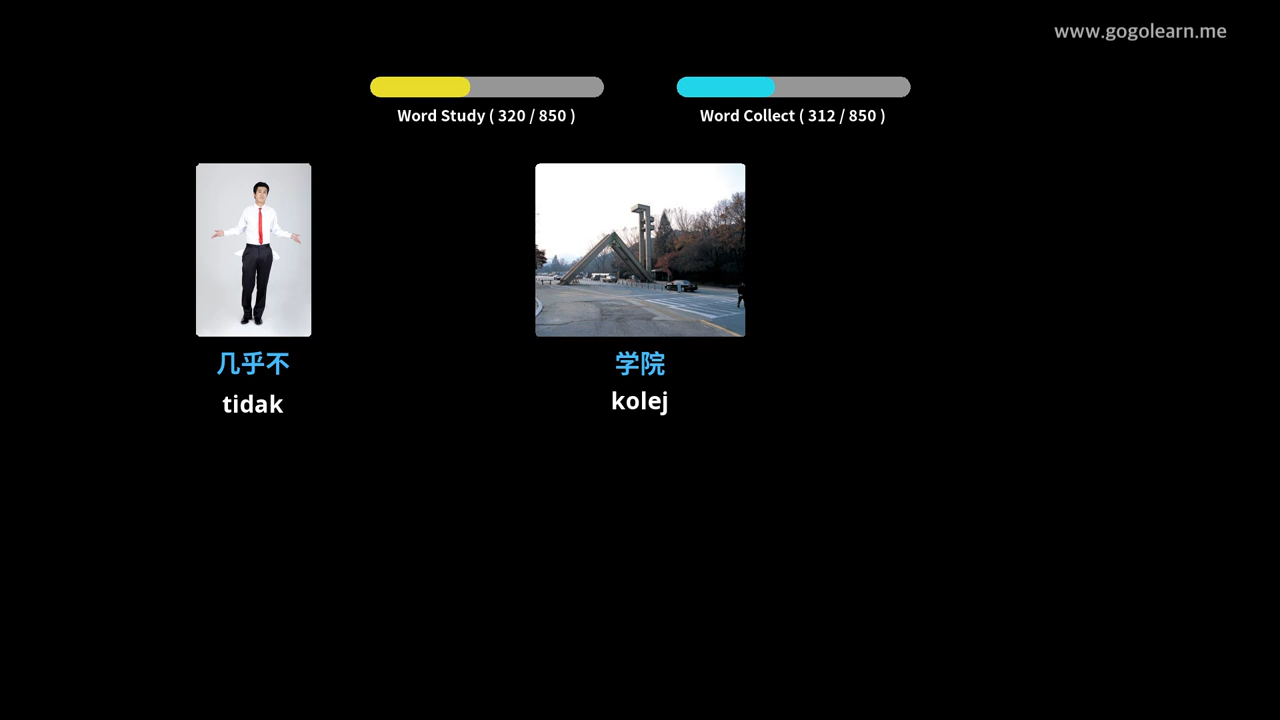 www.gogolearn.me
Word Study ( 320 / 850 )
Word Collect ( 312 / 850 )
几乎不
tidak
学院
kolej